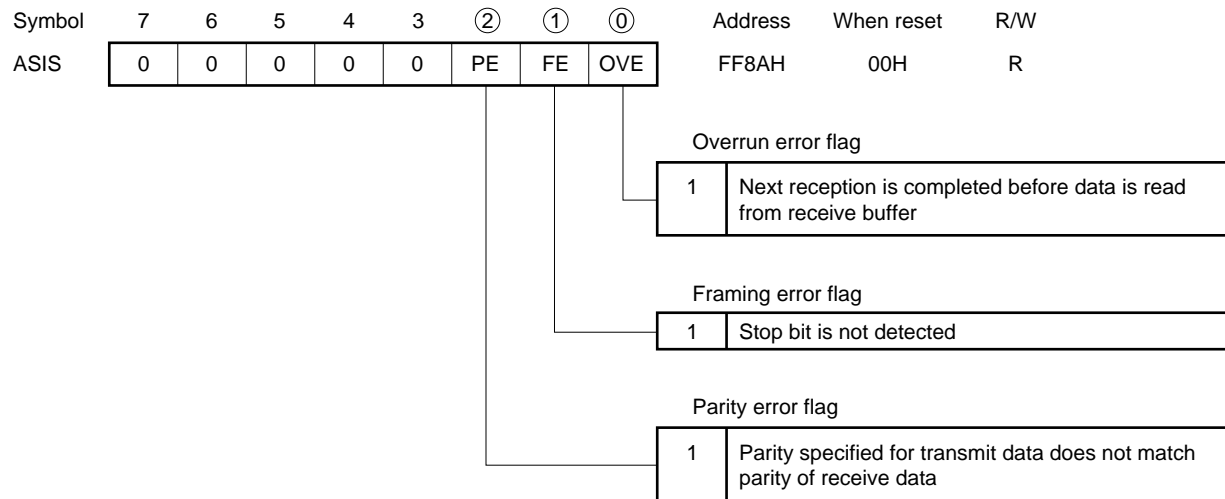 Symbol 7 6 5 4 3 ② ① ⓪ Address When reset R/W
ASIS 0 0 0 0 0 PE FE OVE FF8AH 00H R
Overrun error flag
1 Next reception is completed before data is read
from receive buffer
Framing error flag
1 Stop bit is not detected
Parity error flag
1 Parity specified for transmit data does not match
parity of receive data